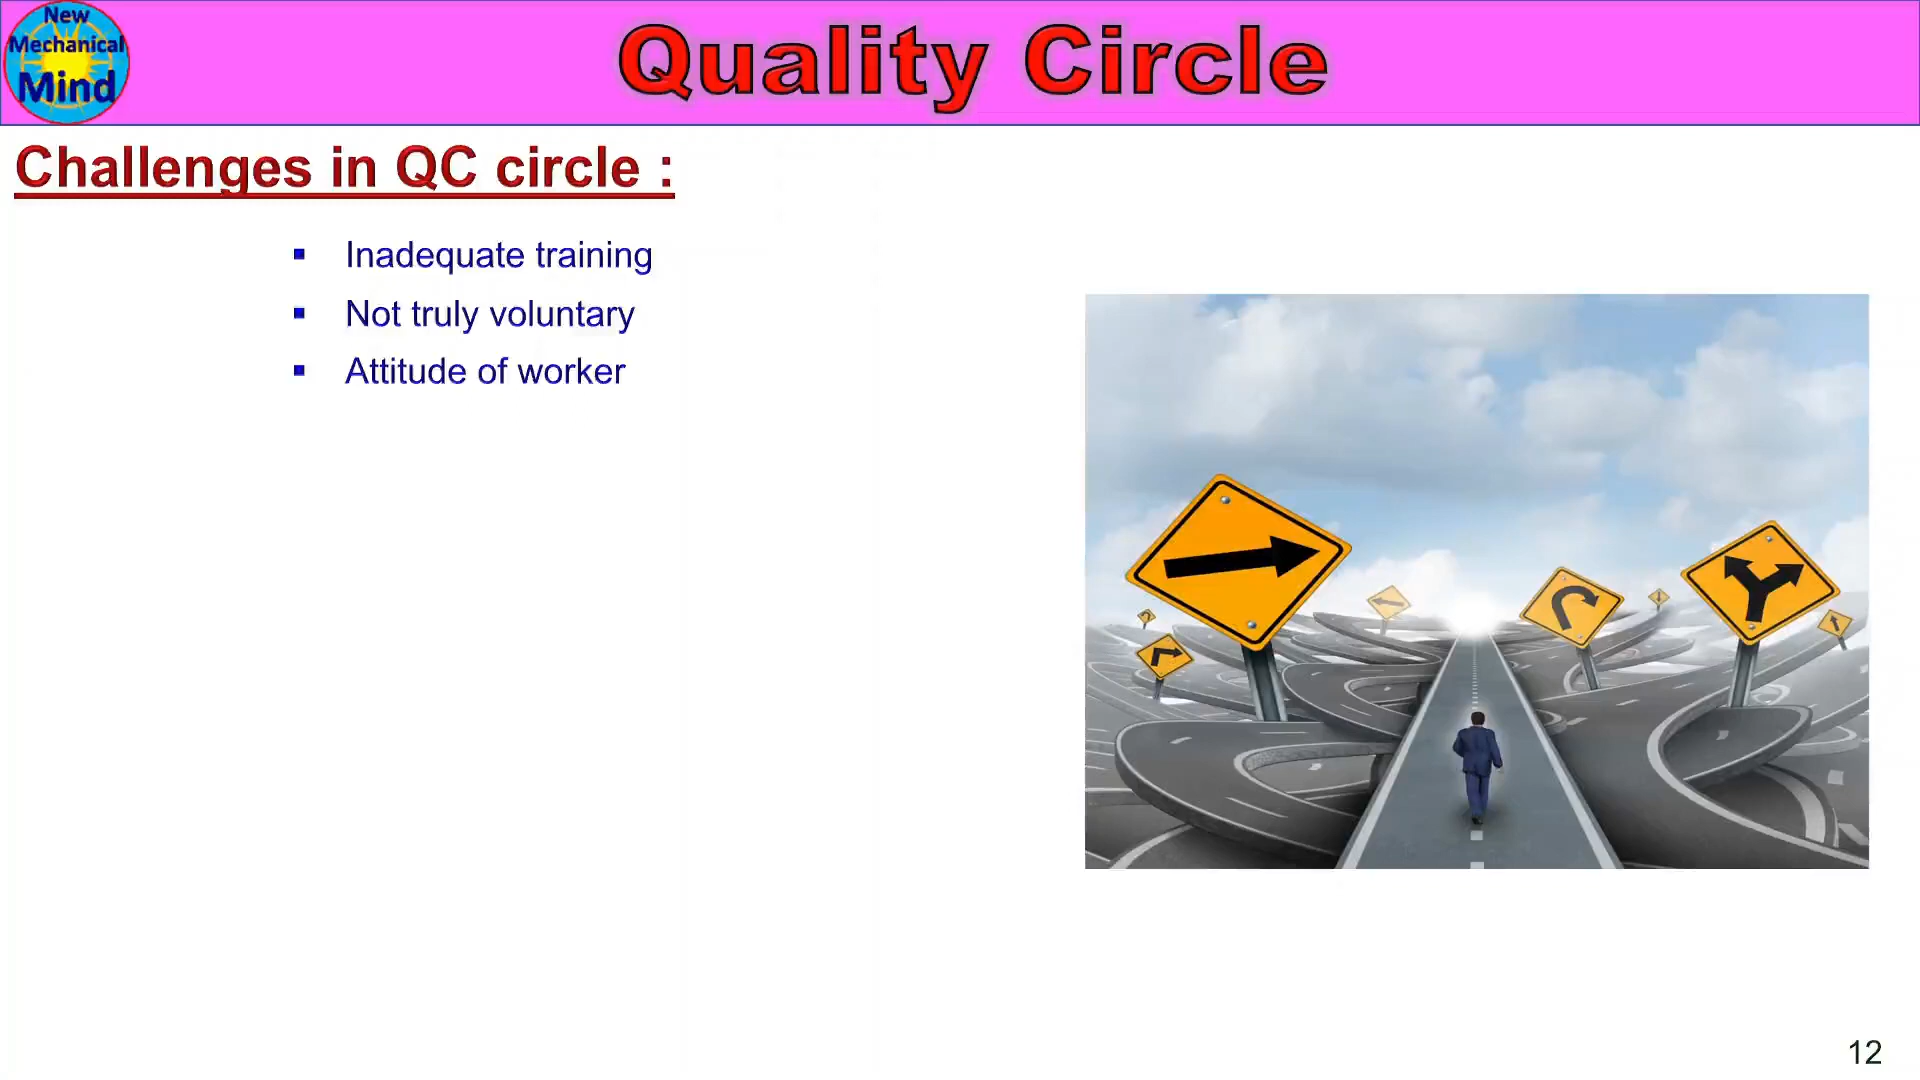 New
Mechanical
Mind
Quality Circle
Challenges in QC circle :
▪ Inadequate training
▪ Not truly voluntary
▪ Attitude of worker
12